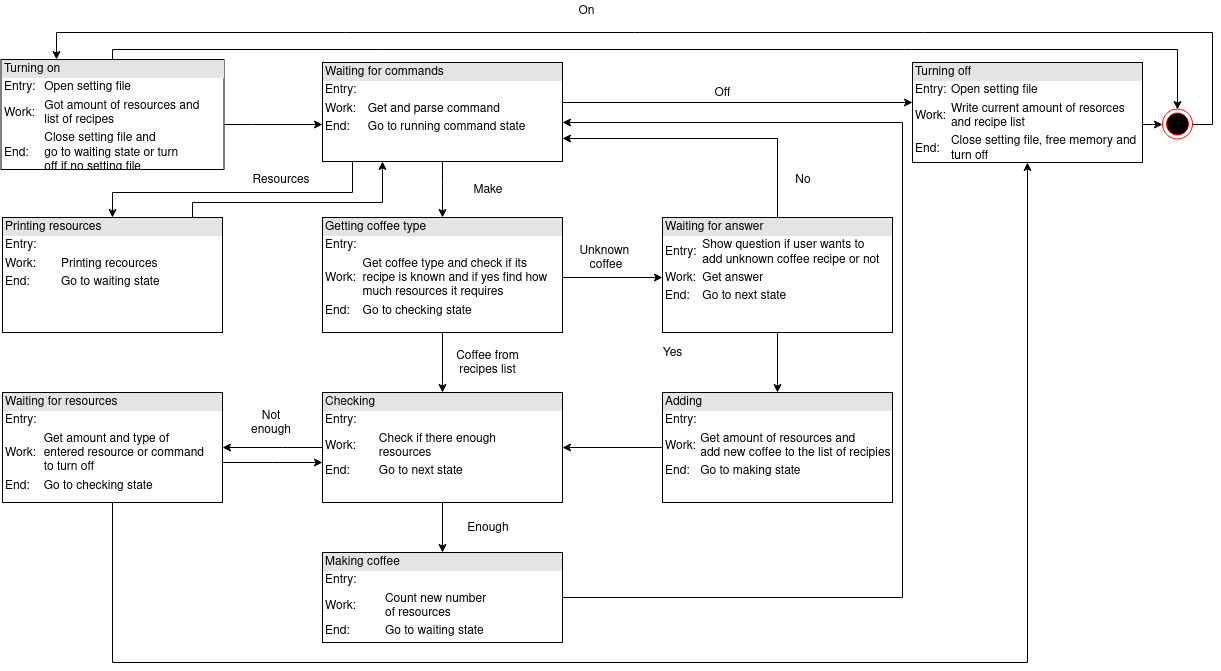 On
Turning on
Entry: Open setting file
Work: Got amount of resources and
list of recipes
End: Close setting file and
go to waiting state or turn
off if no setting file
Waiting for commands
Entry:
Work: Get and parse command
End: Go to running command state
Off
Turning off
Entry: Open setting file
Work: Write current amount of resorces
and recipe list
End: Close setting file, free memory and
turn off
Resources
Make
No
Printing resources
Entry:
Work: Printing recources
End: Go to waiting state
Getting coffee type
Entry:
Work: Get coffee type and check if its
recipe is known and if yes find how
much resources it requires
End: Go to checking state
Unknown
coffee
Waiting for answer
Entry: Show question if user wants to
add unknown coffee recipe or not
Work: Get answer
End: Go to next state
Coffee from
recipes list
Yes
Waiting for resources
Entry:
Work: Get amount and type of
entered resource or command
to turn off
End: Go to checking state
Not
enough
Checking
Entry:
Work: Check if there enough
resources
End: Go to next state
Adding
Entry:
Work: Get amount of resources and
add new coffee to the list of recipies
End: Go to making state
Enough
Making coffee
Entry:
Work: Count new number
of resources
End: Go to waiting state